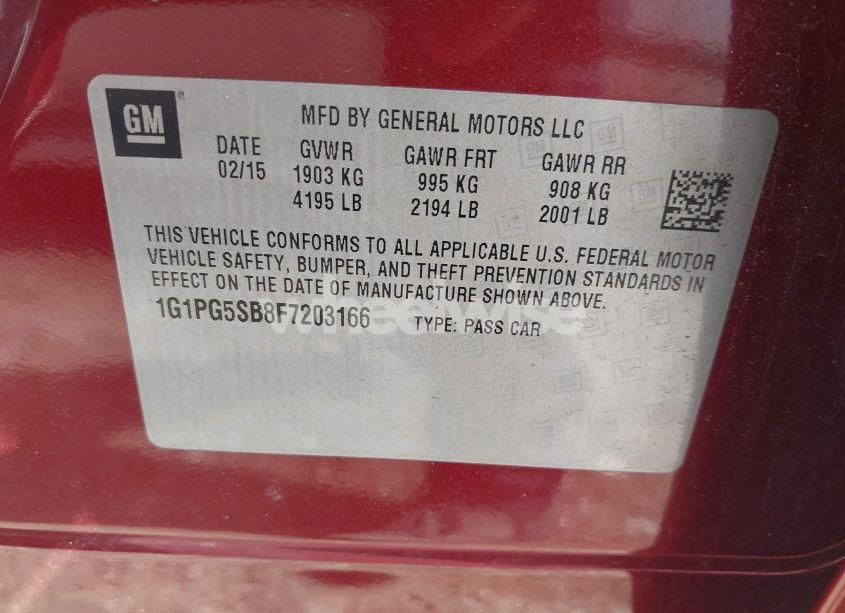 GM®
MFD BY GENERAL MOTORS LLC
DATE GVWR GAWR FRT GAWR RR
02/15 1903 KG 995 KG 908 KG
4195 LB 2194 LB 2001 LB
THIS VEHICLE CONFORMS TO ALL APPLICABLE U.S. FEDERAL MOTOR
VEHICLE SAFETY, BUMPER, AND THEFT PREVENTION STANDARDS IN
EFFECT ON THE DATE OF MANUFACTURE SHOWN ABOVE.
1G1PG5SB8F7203166 TYPE: PASS CAR
wheelwise